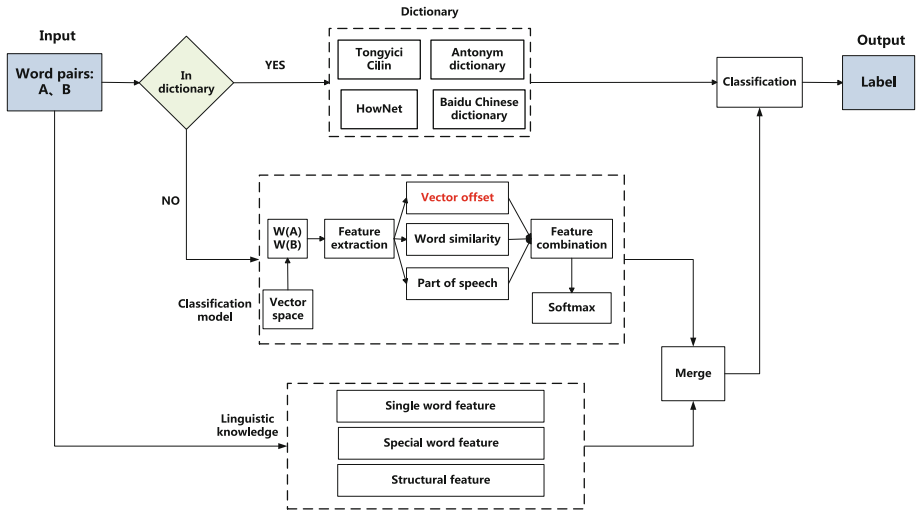 Input
Word pairs:
A、B
In
dictionary
YES
NO
Dictionary
Tongyici
Cilin
Antonym
dictionary
HowNet
Baidu Chinese
dictionary
Classification
Output
Label
Classification
model
W(A)
W(B)
Vector
space
Feature
extraction
Vector offset
Word similarity
Part of speech
Feature
combination
Softmax
Merge
Linguistic
knowledge
Single word feature
Special word feature
Structural feature